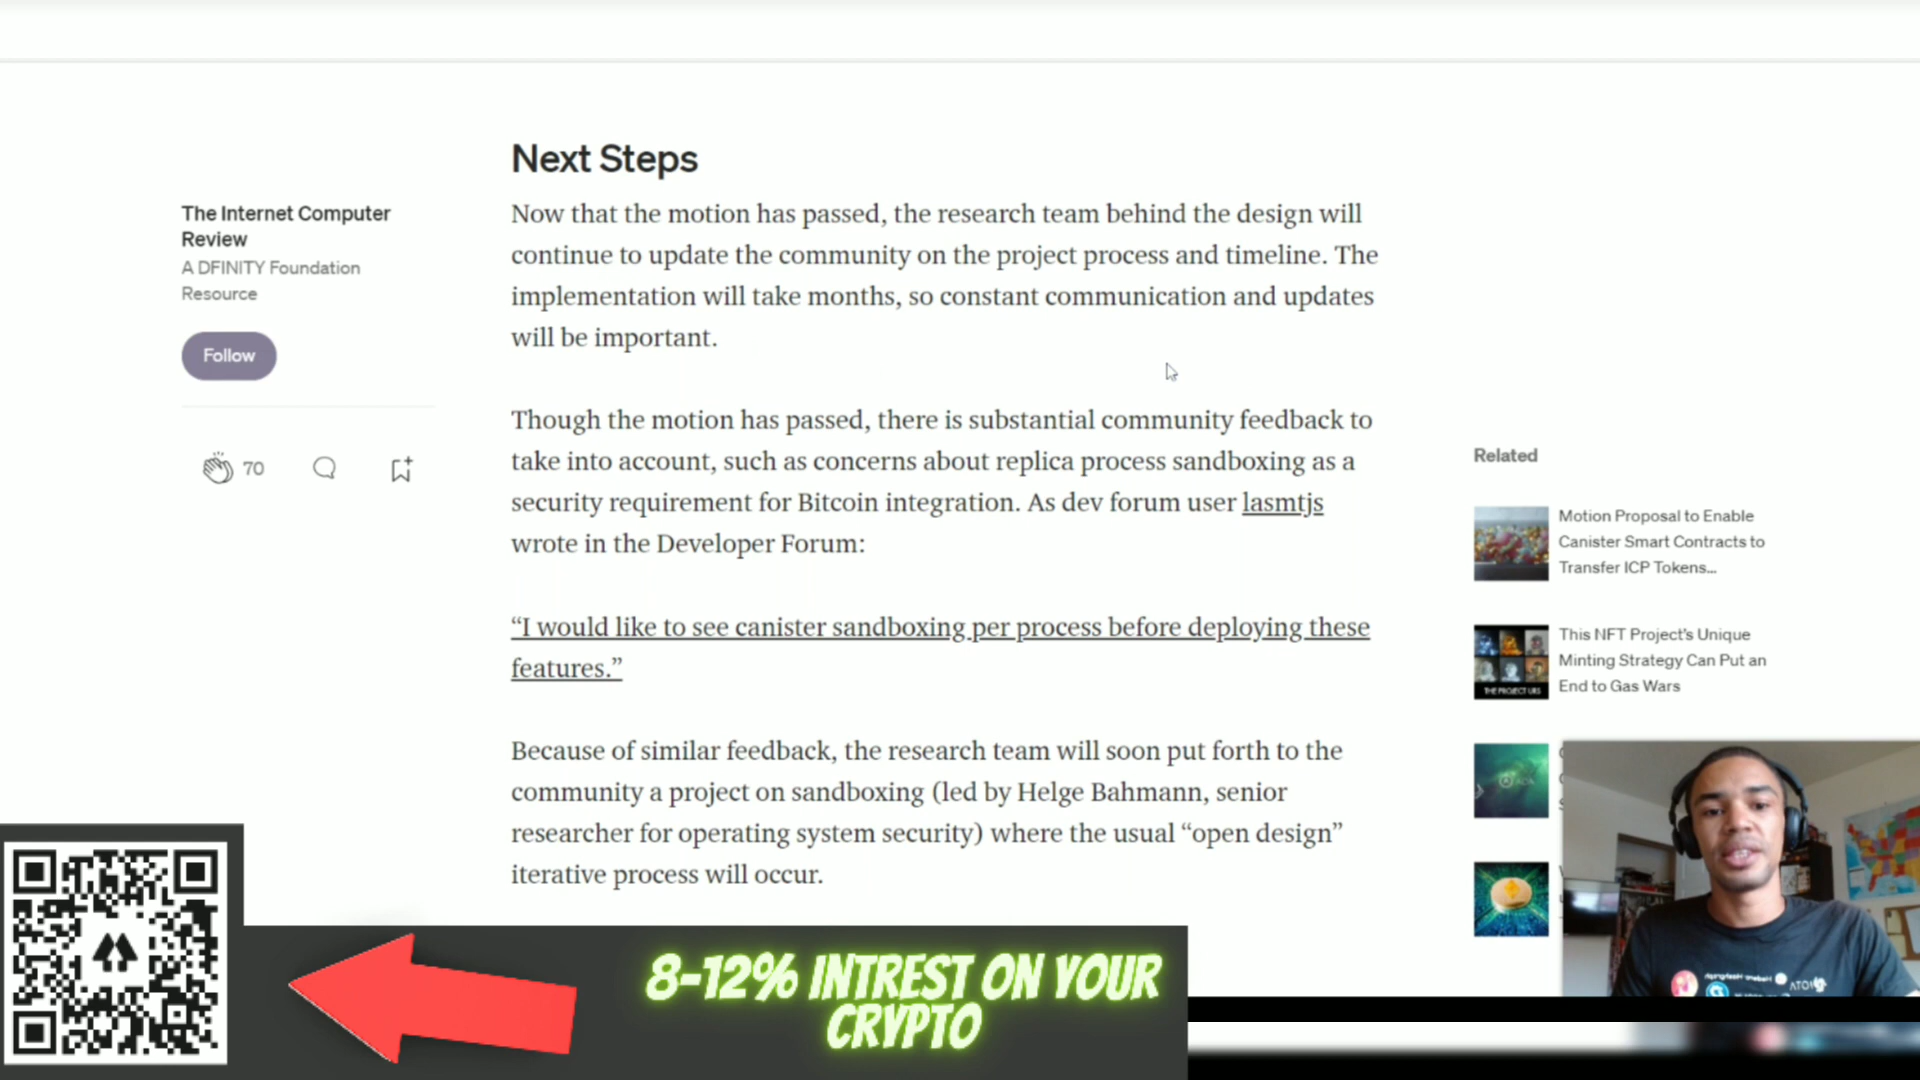 Next Steps
The Internet Computer
Review
A DFINITY Foundation
Resource
Follow
70
Now that the motion has passed, the research team behind the design will
continue to update the community on the project process and timeline. The
implementation will take months, so constant communication and updates
will be important.
Though the motion has passed, there is substantial community feedback to
take into account, such as concerns about replica process sandboxing as a
security requirement for Bitcoin integration. As dev forum user lasmtjs
wrote in the Developer Forum:
“I would like to see canister sandboxing per process before deploying these
features.”
Because of similar feedback, the research team will soon put forth to the
community a project on sandboxing (led by Helge Bahmann, senior
researcher for operating system security) where the usual “open design”
iterative process will occur.
Related
Motion Proposal to Enable
Canister Smart Contracts to
Transfer ICP Tokens...
This NFT Project’s Unique
Minting Strategy Can Put an
End to Gas Wars
THE PROJECT URS
8-12% INTREST ON YOUR
CRYPTO